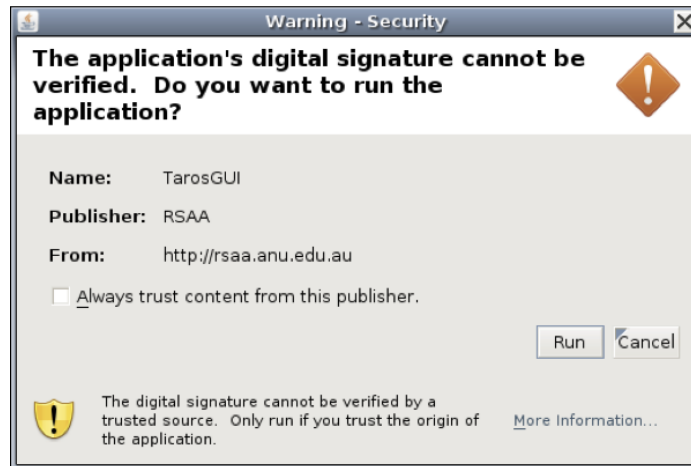 Warning - Security
The application's digital signature cannot be
verified.  Do you want to run the
application?
Name: TarosGUI
Publisher: RSAA
From: http://rsaa.anu.edu.au
Always trust content from this publisher.
Run Cancel
The digital signature cannot be verified by a
trusted source.  Only run if you trust the origin of
the application.
More Information...